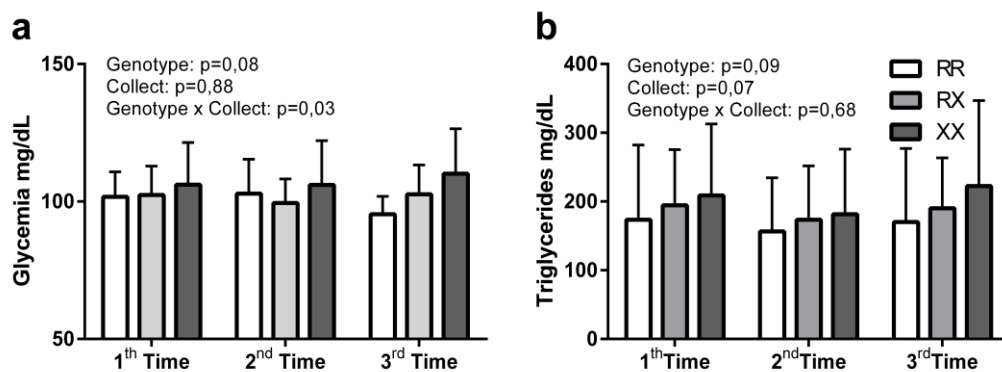 a
Glycemia mg/dL
150
100
50
Genotype: p=0,08
Collect: p=0,88
Genotype x Collect: p=0,03
1th Time
2nd Time
3rd Time
b
Triglycerides mg/dL
400
300
200
100
0
Genotype: p=0,09
Collect: p=0,07
Genotype x Collect: p=0,68
RR
RX
XX
1thTime
2ndTime
3rdTime